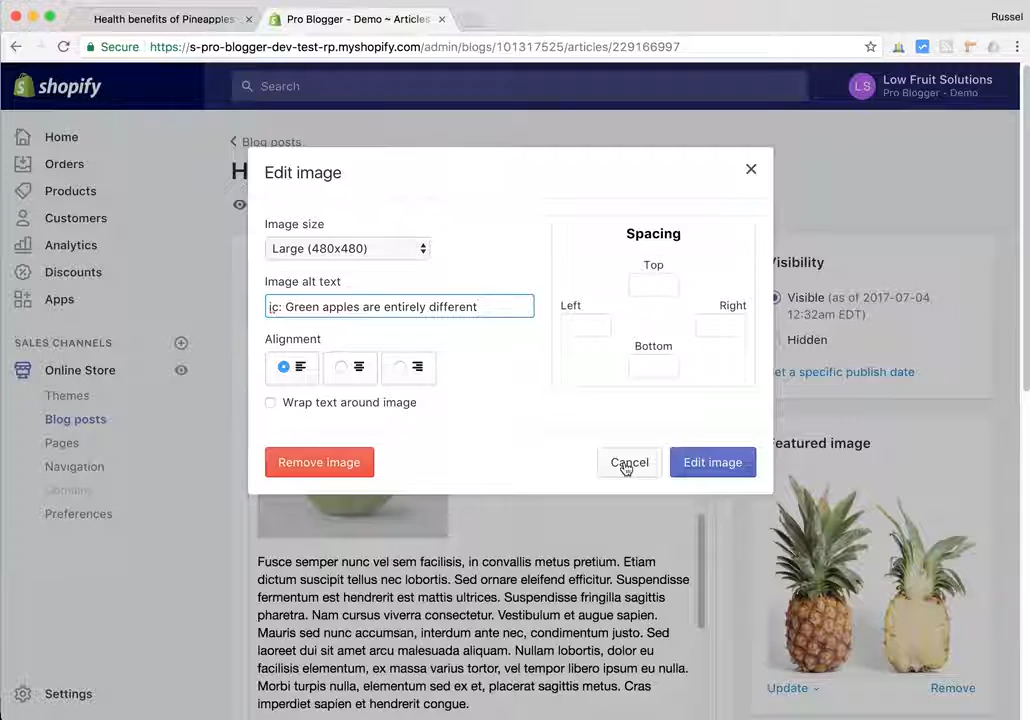 Health benefits of Pineapples
Pro Blogger - Demo ~ Articles
Russel
Secure https://s-pro-blogger-dev-test-rp.myshopify.com/admin/blogs/101317525/articles/229166997
shopify
Search
LS
Low Fruit Solutions
Pro Blogger - Demo
Home
Orders
Products
Customers
Analytics
Discounts
Apps
SALES CHANNELS
Online Store
Themes
Blog posts
Pages
Navigation
Domains
Preferences
Settings
Blog posts
H
Edit image
Image size
Large (480x480)
Image alt text
ic: Green apples are entirely different
Alignment
Wrap text around image
Spacing
Top
Left
Right
Bottom
Remove image
Cancel
Edit image
Visibility
Visible (as of 2017-07-04
12:32am EDT)
Hidden
et a specific publish date
eatured image
Update
Remove
Fusce semper nunc vel sem facilisis, in convallis metus pretium. Etiam
dictum suscipit tellus nec lobortis. Sed ornare eleifend efficitur. Suspendisse
fermentum est hendrerit est mattis ultrices. Suspendisse fringilla sagittis
pharetra. Nam cursus viverra consectetur. Vestibulum et augue sapien.
Mauris sed nunc accumsan, interdum ante nec, condimentum justo. Sed
laoreet dui sit amet arcu malesuada aliquam. Nullam lobortis, dolor eu
facilisis elementum, ex massa varius tortor, vel tempor libero ipsum eu nulla.
Morbi turpis nulla, elementum sed ex et, placerat sagittis metus. Cras
imperdiet sapien et hendrerit congue.